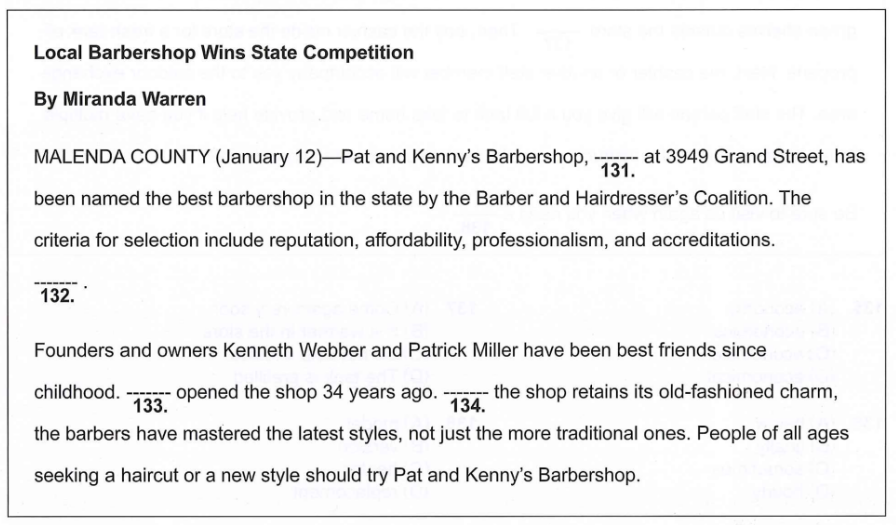 Local Barbershop Wins State Competition
By Miranda Warren
MALENDA COUNTY (January 12)—Pat and Kenny's Barbershop, ------- at 3949 Grand Street, has
131.
been named the best barbershop in the state by the Barber and Hairdresser's Coalition. The
criteria for selection include reputation, affordability, professionalism, and accreditations.
------- .
132.
Founders and owners Kenneth Weber and Patrick Miller have been best friends since
childhood. ------- opened the shop 34 years ago. ------- the shop retains its old-fashioned charm,
133. 134.
the barbers have mastered the latest styles, not just the more traditional ones. People of all ages
seeking a haircut or a new style should try Pat and Kenny's Barbershop.